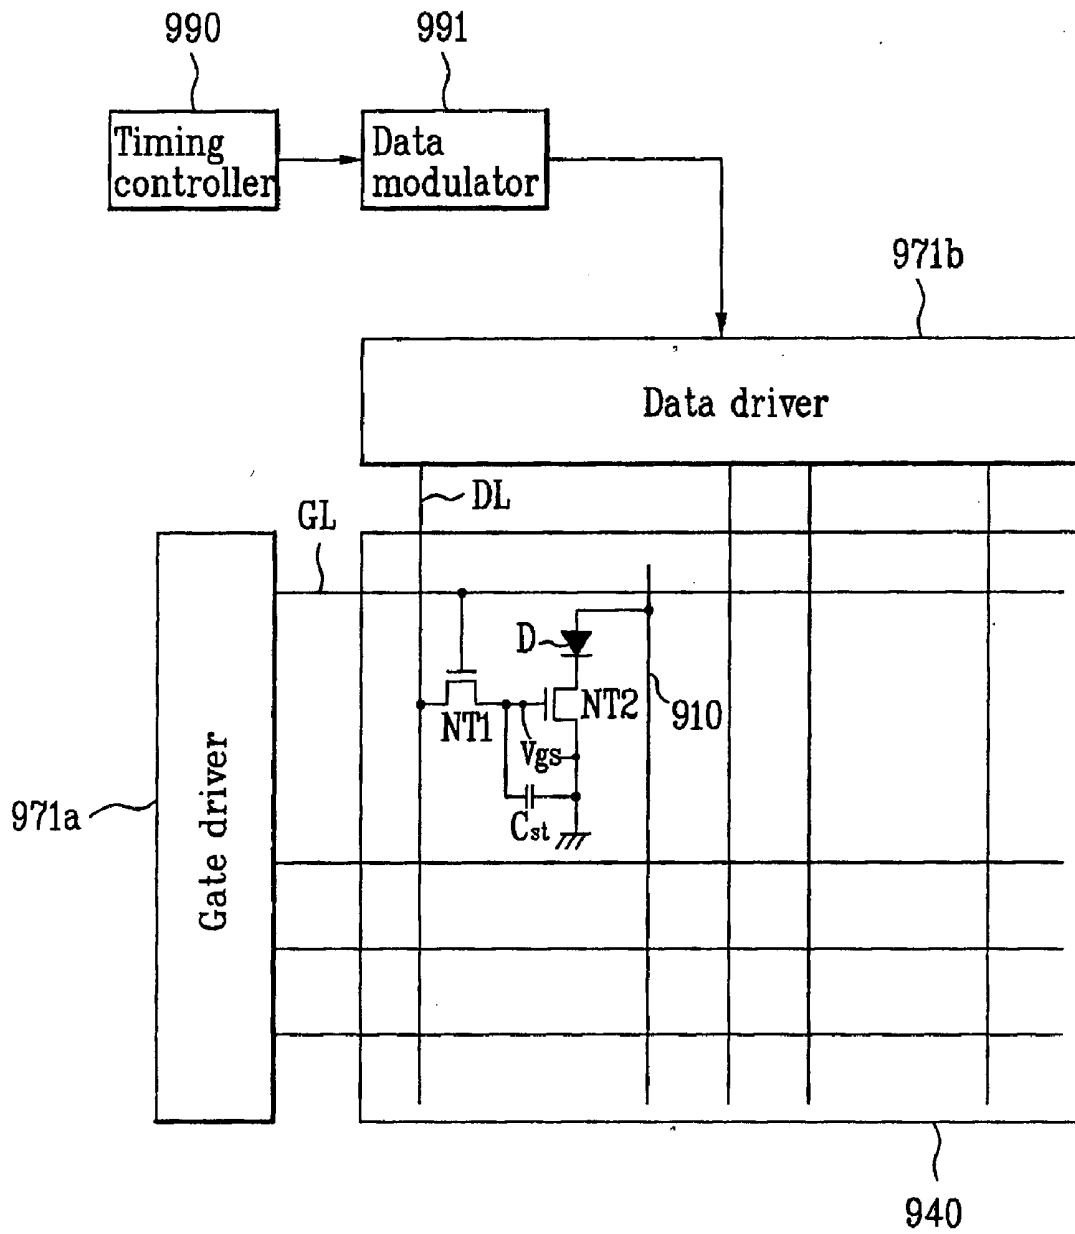 990
991
Timing
controller
Data
modulator
971b
Data driver
DL
GL
D
NT1
NT2
910
Vgs
Cst
971a
Gate driver
940